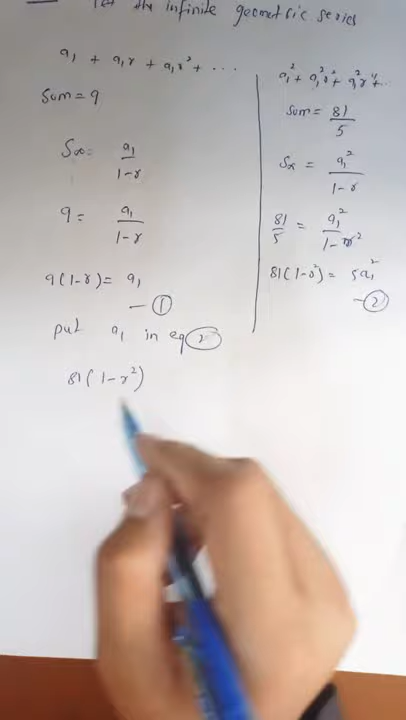 Let the infinite geometric series
a₁ + a₁r + a₁r² + ...
Sum = 9
S∞ = a₁ / 1-r
9 = a₁ / 1-r
9(1-r) = a₁
— ①
put a₁ in eq ②
81(1-r²)
a₁² + a₁²r² + a₁²r⁴ + ...
Sum = 81 / 5
S∞ = a₁² / 1-r
81 / 5 = a₁² / 1-r²
81(1-r²) = 5a₁²
— ②